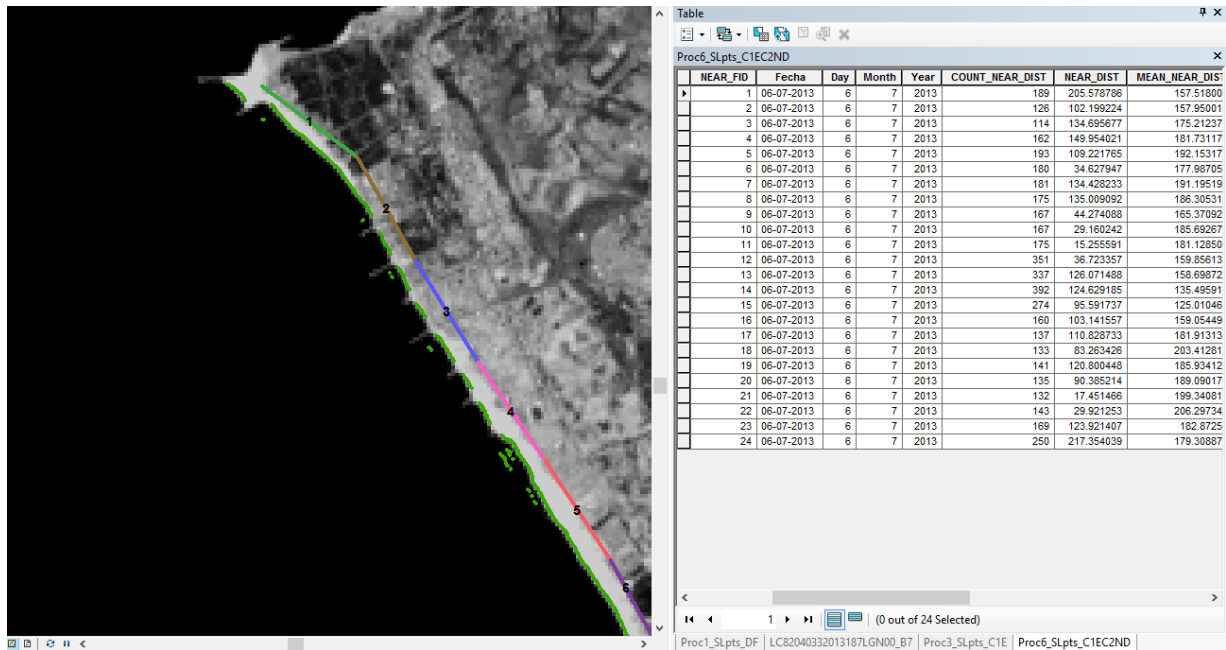 1
2
3
4
5
6
Table
Proc6_SLpts_C1EC2ND
NEAR_FID Fecha Day Month Year COUNT_NEAR_DIST NEAR_DIST MEAN_NEAR_DIST
1 06-07-2013 6 7 2013 189 205.578786 157.51800
2 06-07-2013 6 7 2013 126 102.199224 157.95001
3 06-07-2013 6 7 2013 114 134.695677 175.21237
4 06-07-2013 6 7 2013 162 149.954021 181.73117
5 06-07-2013 6 7 2013 193 109.221765 192.15317
6 06-07-2013 6 7 2013 180 34.627947 177.98705
7 06-07-2013 6 7 2013 181 134.428233 191.19519
8 06-07-2013 6 7 2013 175 135.009092 186.30531
9 06-07-2013 6 7 2013 167 44.274088 165.37092
10 06-07-2013 6 7 2013 167 29.160242 185.69267
11 06-07-2013 6 7 2013 175 15.255591 181.12850
12 06-07-2013 6 7 2013 351 36.723357 159.85613
13 06-07-2013 6 7 2013 337 126.071488 158.69872
14 06-07-2013 6 7 2013 392 124.629185 135.49591
15 06-07-2013 6 7 2013 274 95.591737 125.01046
16 06-07-2013 6 7 2013 160 103.141557 159.05449
17 06-07-2013 6 7 2013 137 110.828733 181.91313
18 06-07-2013 6 7 2013 133 83.263426 203.41281
19 06-07-2013 6 7 2013 141 120.800448 185.93412
20 06-07-2013 6 7 2013 135 90.385214 189.09017
21 06-07-2013 6 7 2013 132 17.451466 199.34081
22 06-07-2013 6 7 2013 143 29.921253 206.29734
23 06-07-2013 6 7 2013 169 123.921407 182.8725
24 06-07-2013 6 7 2013 250 217.354039 179.30887
1 (0 out of 24 Selected)
Proc1_SLpts_DF LC82040332013187LGN00_B7 Proc3_SLpts_C1E Proc6_SLpts_C1EC2ND